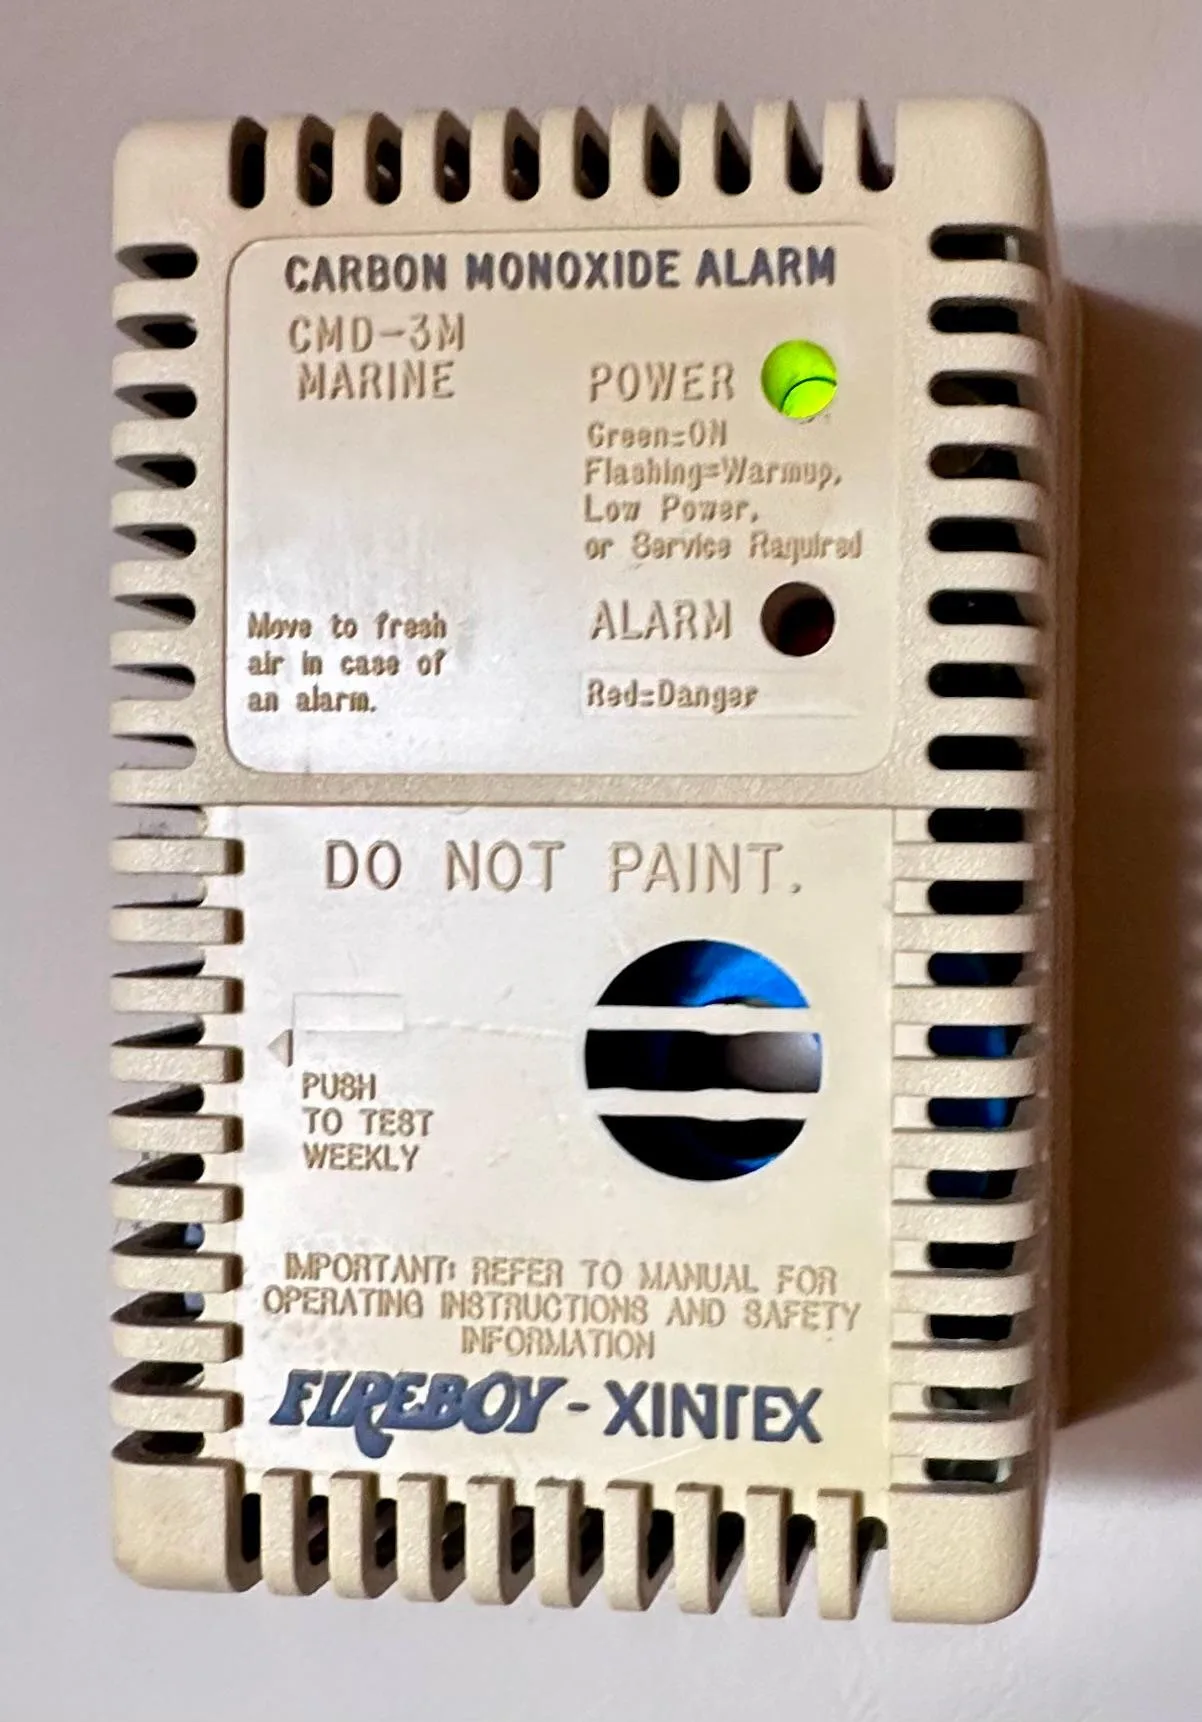 CARBON MONOXIDE ALARM
CMD-3M
MARINE
POWER
Green=ON
Flashing=Warmup,
Low Power,
or Service Required
ALARM
Red=Danger
Move to fresh
air in case of
an alarm.
DO NOT PAINT.
PUSH
TO TEST
WEEKLY
IMPORTANT: REFER TO MANUAL FOR
OPERATING INSTRUCTIONS AND SAFETY
INFORMATION
FIREBOY - XINTEX